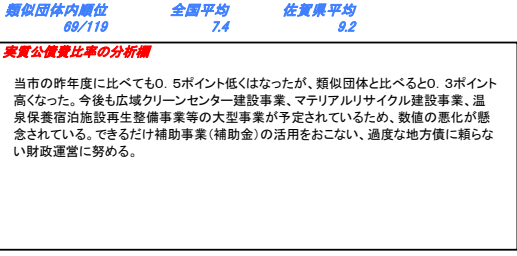 類似団体内順位 全国平均 佐賀県平均
69/119 7.4 9.2
実質公債費比率の分析欄
当市の昨年度に比べても0.5ポイント低くはなったが、類似団体と比べると0.3ポイント
高くなった。今後も広域クリーンセンター建設事業、マテリアルリサイクル建設事業、温
泉保養宿泊施設再生整備事業等の大型事業が予定されているため、数値の悪化が懸
念されている。できるだけ補助事業(補助金)の活用をおこない、過度な地方債に頼らな
い財政運営に努める。